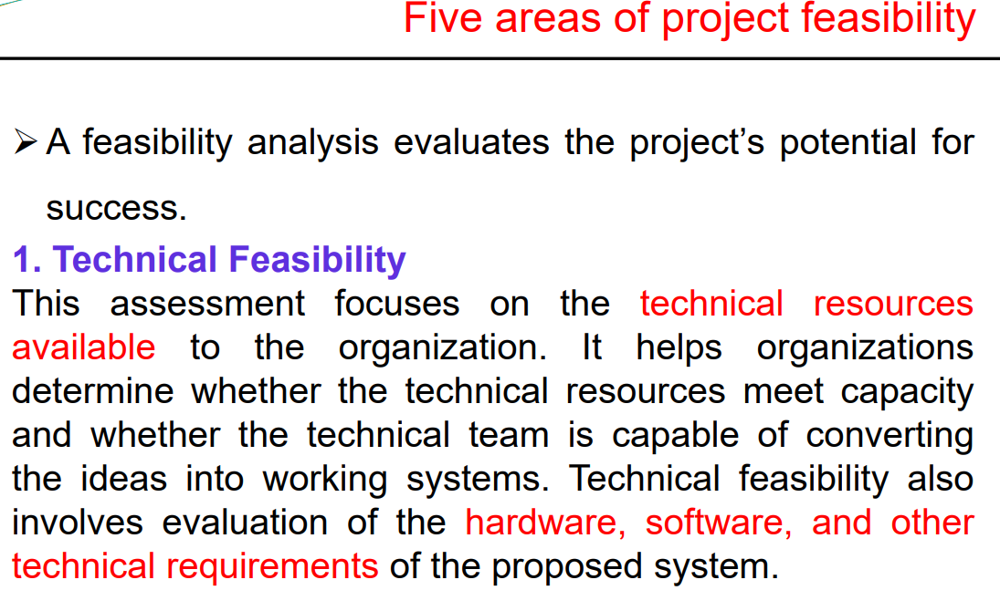 Five areas of project feasibility
➢ A feasibility analysis evaluates the project’s potential for
success.
1. Technical Feasibility
This assessment focuses on the technical resources
available to the organization. It helps organizations
determine whether the technical resources meet capacity
and whether the technical team is capable of converting
the ideas into working systems. Technical feasibility also
involves evaluation of the hardware, software, and other
technical requirements of the proposed system.